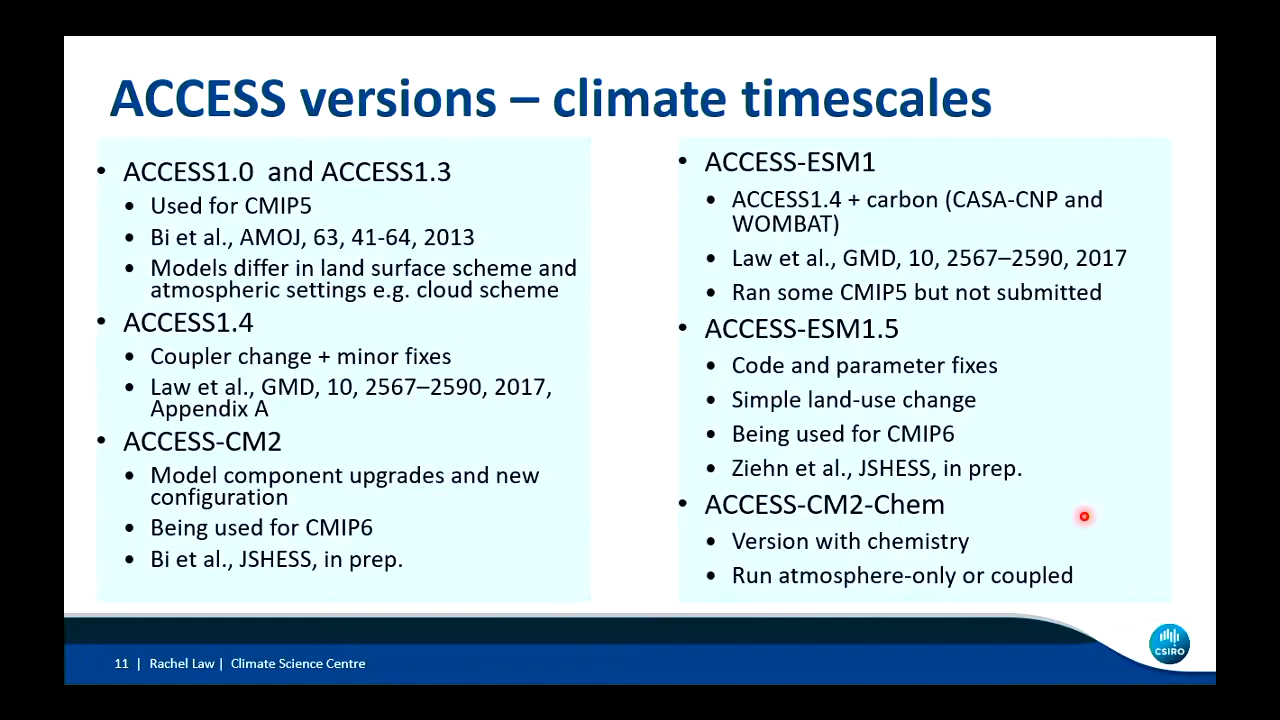 ACCESS versions – climate timescales
• ACCESS1.0 and ACCESS1.3
• Used for CMIP5
• Bi et al., AMOJ, 63, 41-64, 2013
• Models differ in land surface scheme and
atmospheric settings e.g. cloud scheme
• ACCESS1.4
• Coupler change + minor fixes
• Law et al., GMD, 10, 2567–2590, 2017,
Appendix A
• ACCESS-CM2
• Model component upgrades and new
configuration
• Being used for CMIP6
• Bi et al., JSHESS, in prep.
• ACCESS-ESM1
• ACCESS1.4 + carbon (CASA-CNP and
WOMBAT)
• Law et al., GMD, 10, 2567–2590, 2017
• Ran some CMIP5 but not submitted
• ACCESS-ESM1.5
• Code and parameter fixes
• Simple land-use change
• Being used for CMIP6
• Ziehn et al., JSHESS, in prep.
• ACCESS-CM2-Chem
• Version with chemistry
• Run atmosphere-only or coupled
11 | Rachel Law | Climate Science Centre
CSIRO